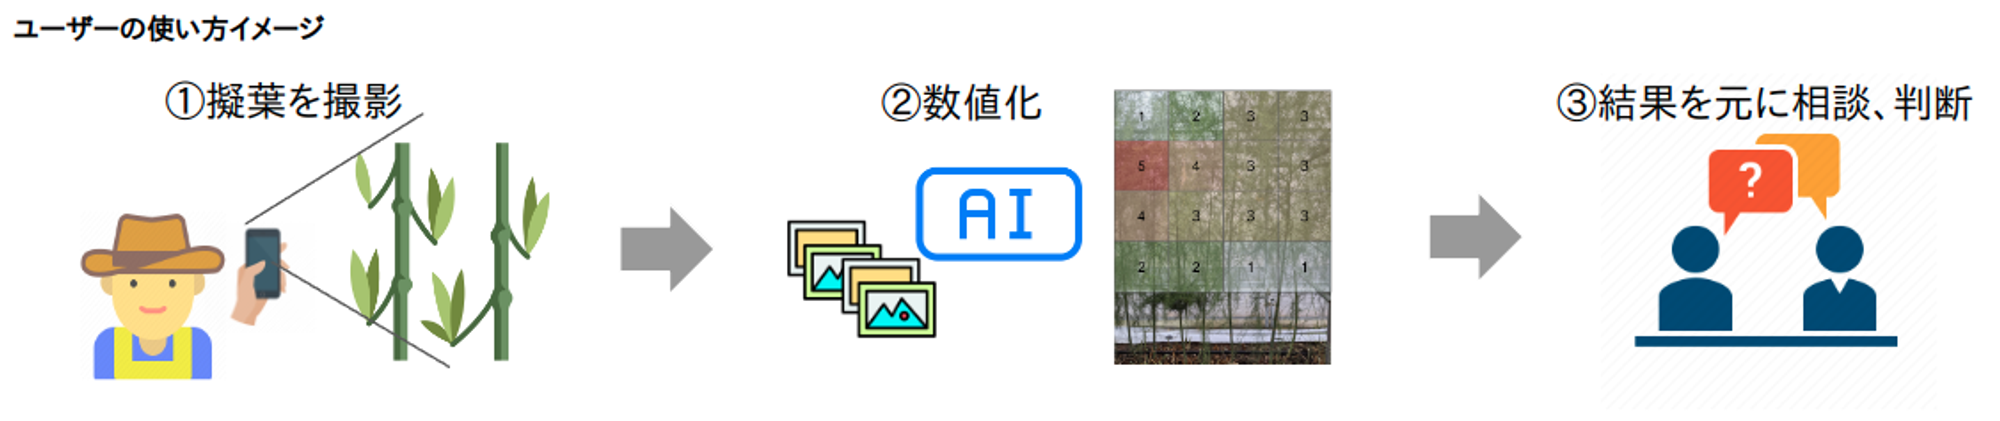 ユーザーの使い方イメージ
①擬葉を撮影
②数値化
③結果を元に相談、判断
AI
1 2 3 3
5 4 3 3
4 3 3 3
2 2 1 1
?